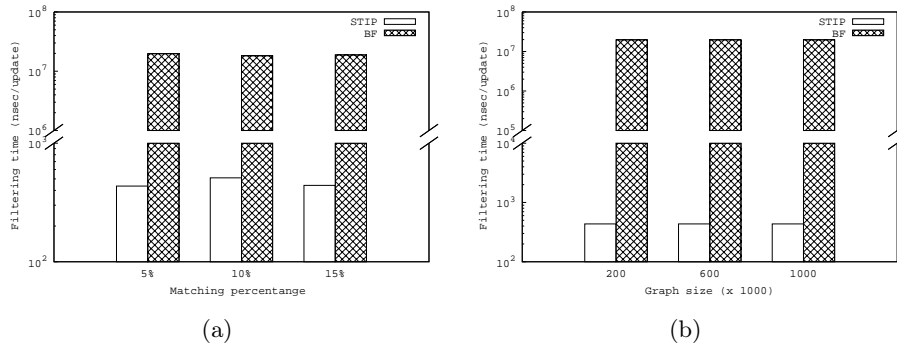 10^8
10^7
10^6
10^3
10^2
Filtering time (nsec/update)
STIP
BF
5%
10%
15%
Matching percentange
(a)
10^8
10^7
10^6
10^5
10^4
10^3
10^2
Filtering time (nsec/update)
STIP
BF
200
600
1000
Graph size (x 1000)
(b)